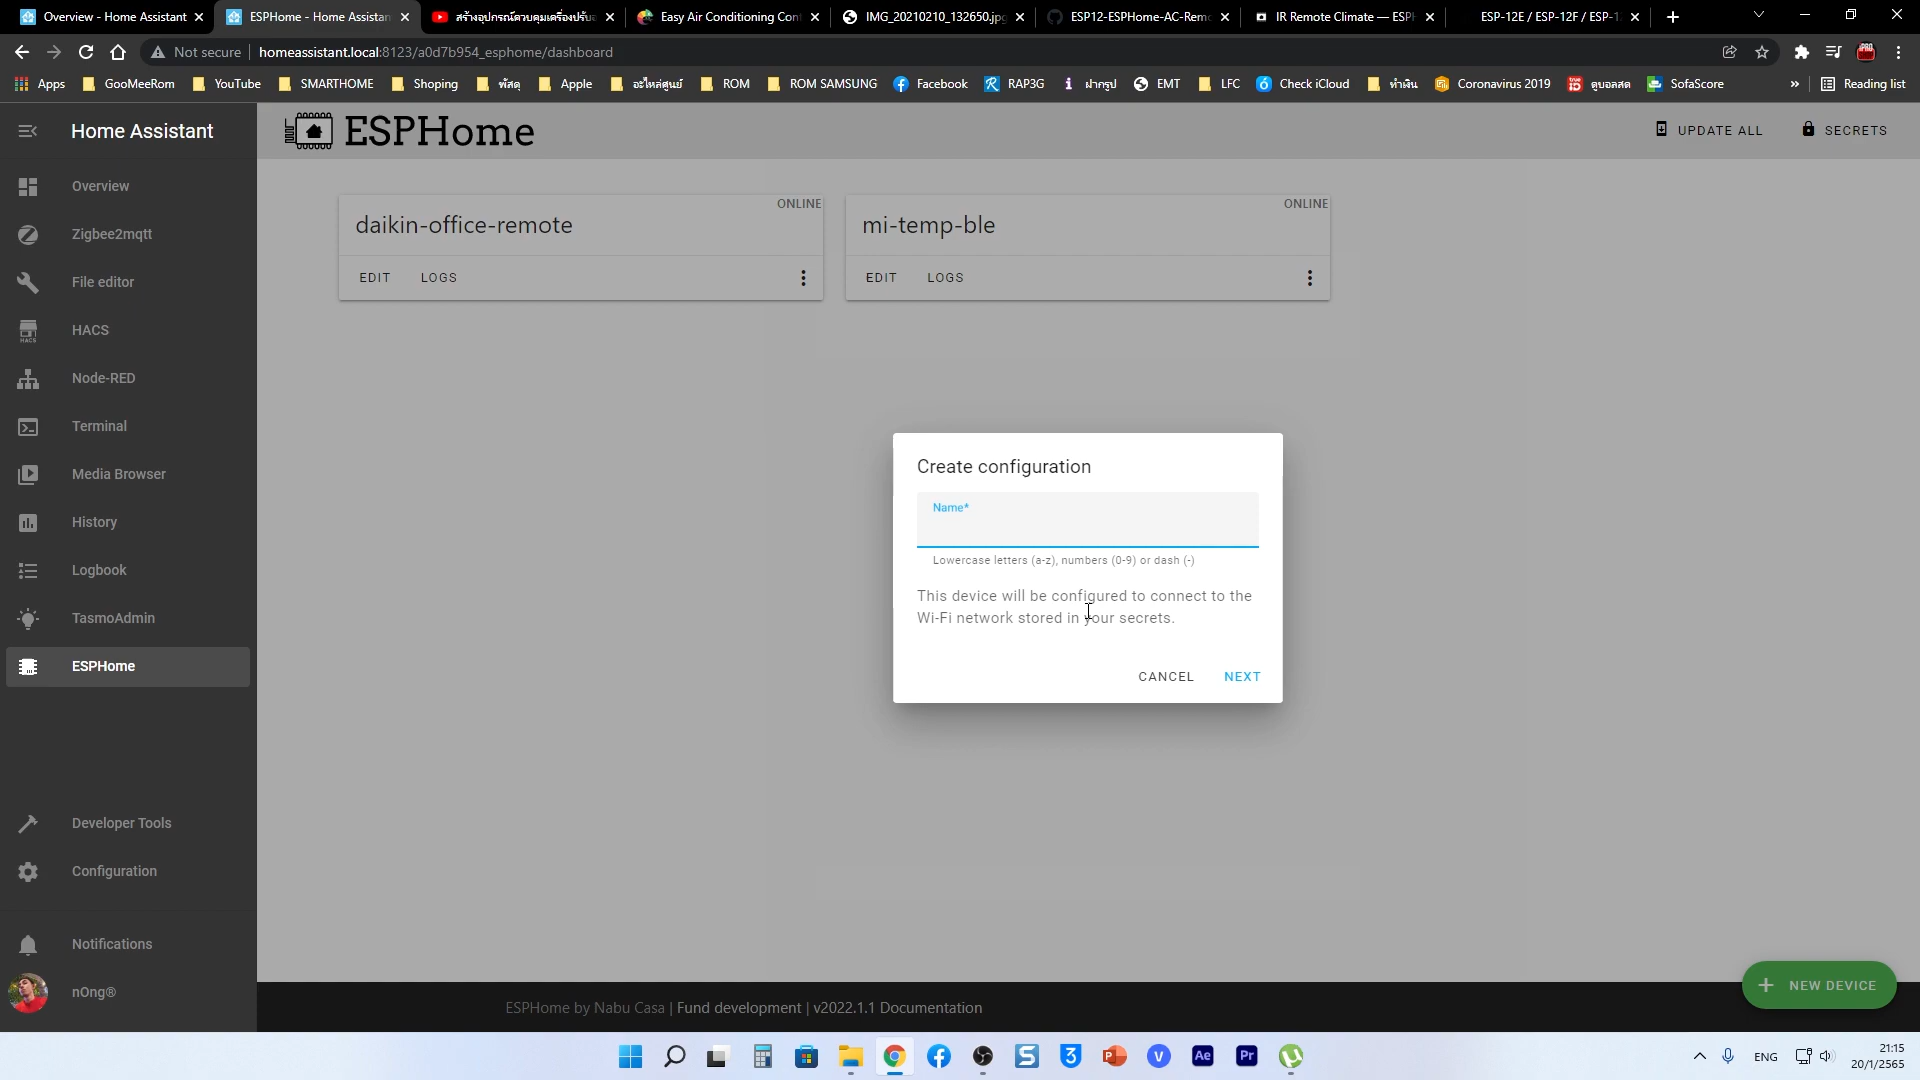 Overview - Home Assistant
ESPHome - Home Assistan
สร้างอุปกรณ์ควบคุมเครื่องปรับอ
Easy Air Conditioning Con
IMG_20210210_132650.jpg
ESP12-ESPHome-AC-Remo
IR Remote Climate — ESPH
ESP-12E / ESP-12F / ESP-1
Not secure
homeassistant.local:8123/a0d7b954_esphome/dashboard
Apps
GooMeeRom
YouTube
SMARTHOME
Shoping
พัสดุ
Apple
อะไหล่ศูนย์
ROM
ROM SAMSUNG
Facebook
RAP3G
ฝากรูป
EMT
LFC
Check iCloud
ทำเงิน
Coronavirus 2019
ดูบอลสด
SofaScore
»
Reading list
Home Assistant
ESPHome
UPDATE ALL
SECRETS
Overview
Zigbee2mqtt
File editor
HACS
Node-RED
Terminal
Media Browser
History
Logbook
TasmoAdmin
ESPHome
Developer Tools
Configuration
Notifications
nOng®
ONLINE
daikin-office-remote
EDIT
LOGS
ONLINE
mi-temp-ble
EDIT
LOGS
Create configuration
Name*
Lowercase letters (a-z), numbers (0-9) or dash (-)
This device will be configured to connect to the
Wi-Fi network stored in your secrets.
CANCEL
NEXT
NEW DEVICE
ESPHome by Nabu Casa | Fund development | v2022.1.1 Documentation
ENG
21:15
20/1/2565